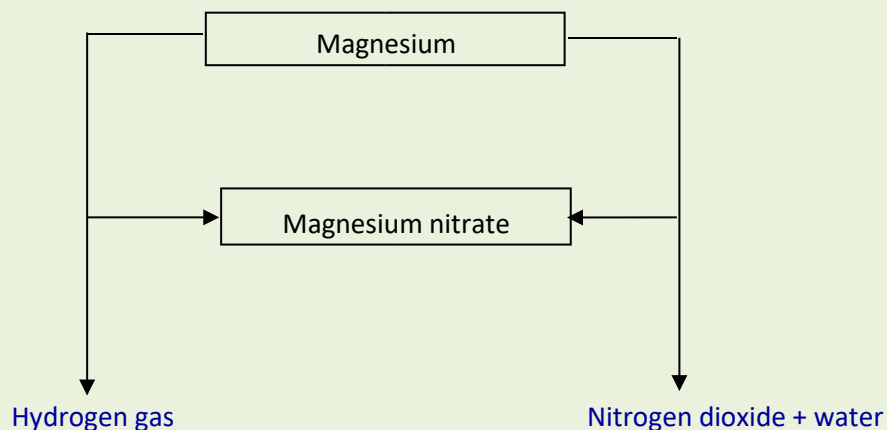 Magnesium
Magnesium nitrate
Hydrogen gas
Nitrogen dioxide + water